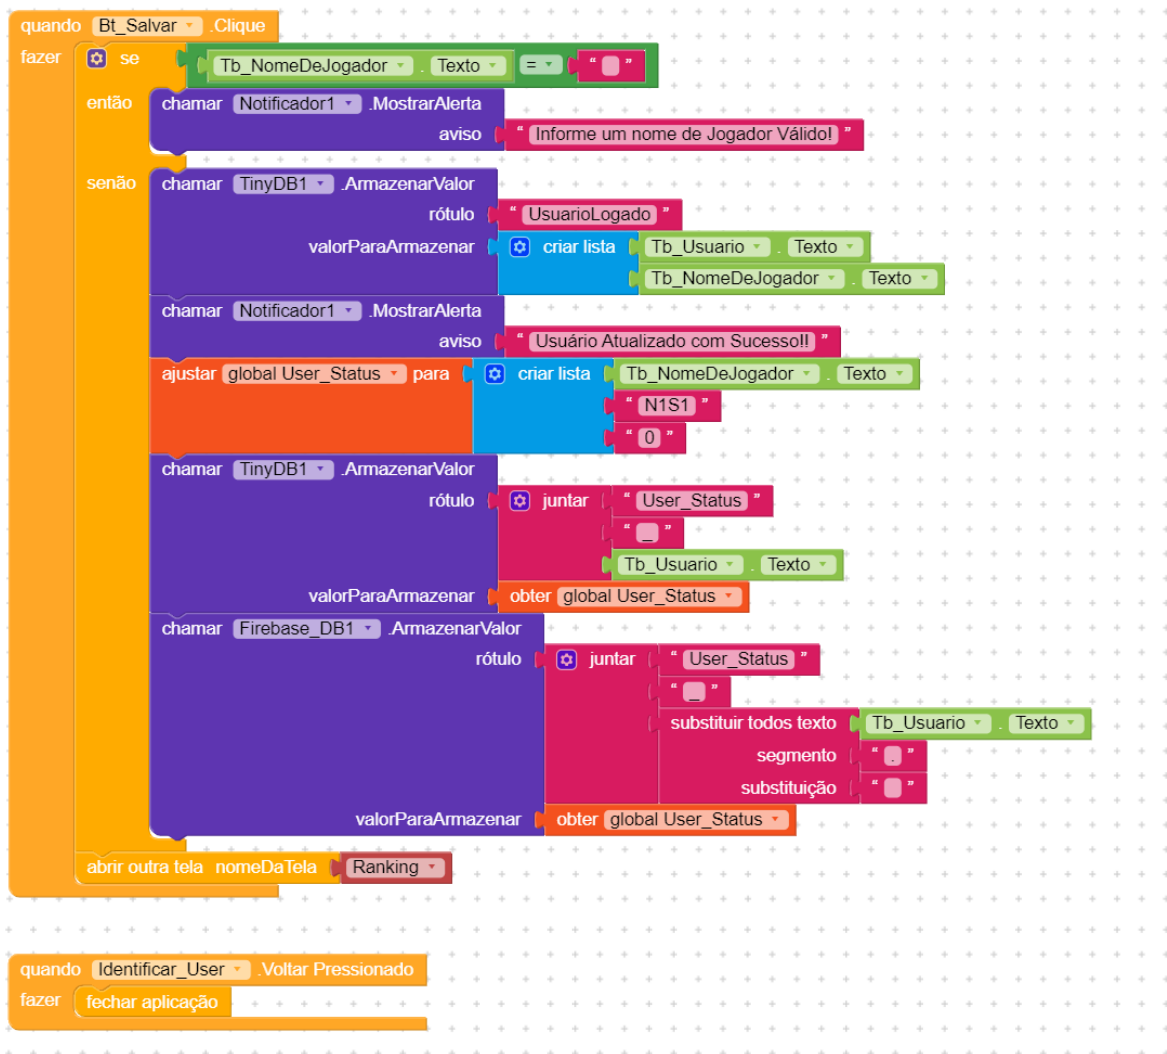 quando Bt_Salvar .Clique
fazer se Tb_NomeDeJogador . Texto = " "
então chamar Notificador1 .MostrarAlerta
aviso " Informe um nome de Jogador Válido! "
senão chamar TinyDB1 .ArmazenarValor
rótulo " UsuarioLogado "
valorParaArmazenar criar lista Tb_Usuario . Texto
Tb_NomeDeJogador . Texto
chamar Notificador1 .MostrarAlerta
aviso " Usuário Atualizado com Sucesso!! "
ajustar global User_Status para criar lista Tb_NomeDeJogador . Texto
" N1S1 "
" 0 "
chamar TinyDB1 .ArmazenarValor
rótulo juntar " User_Status "
" _ "
Tb_Usuario . Texto
valorParaArmazenar obter global User_Status
chamar Firebase_DB1 .ArmazenarValor
rótulo juntar " User_Status "
" _ "
substituir todos texto Tb_Usuario . Texto
segmento " . "
substituição " "
valorParaArmazenar obter global User_Status
abrir outra tela nomeDaTela Ranking
quando Identificar_User .Voltar Pressionado
fazer fechar aplicação